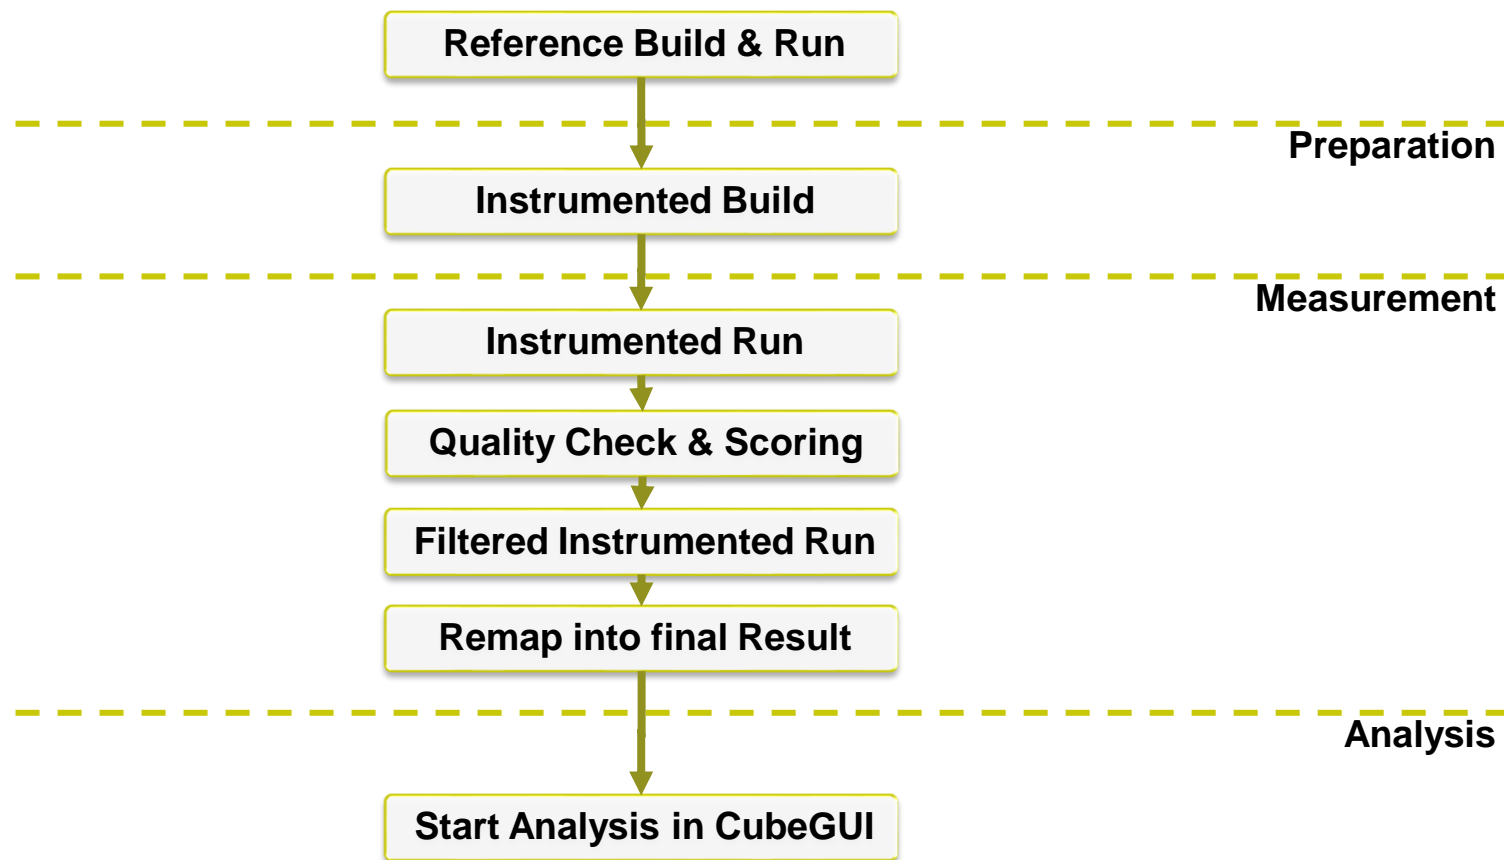 Reference Build & Run
Preparation
Instrumented Build
Measurement
Instrumented Run
Quality Check & Scoring
Filtered Instrumented Run
Remap into final Result
Analysis
Start Analysis in CubeGUI